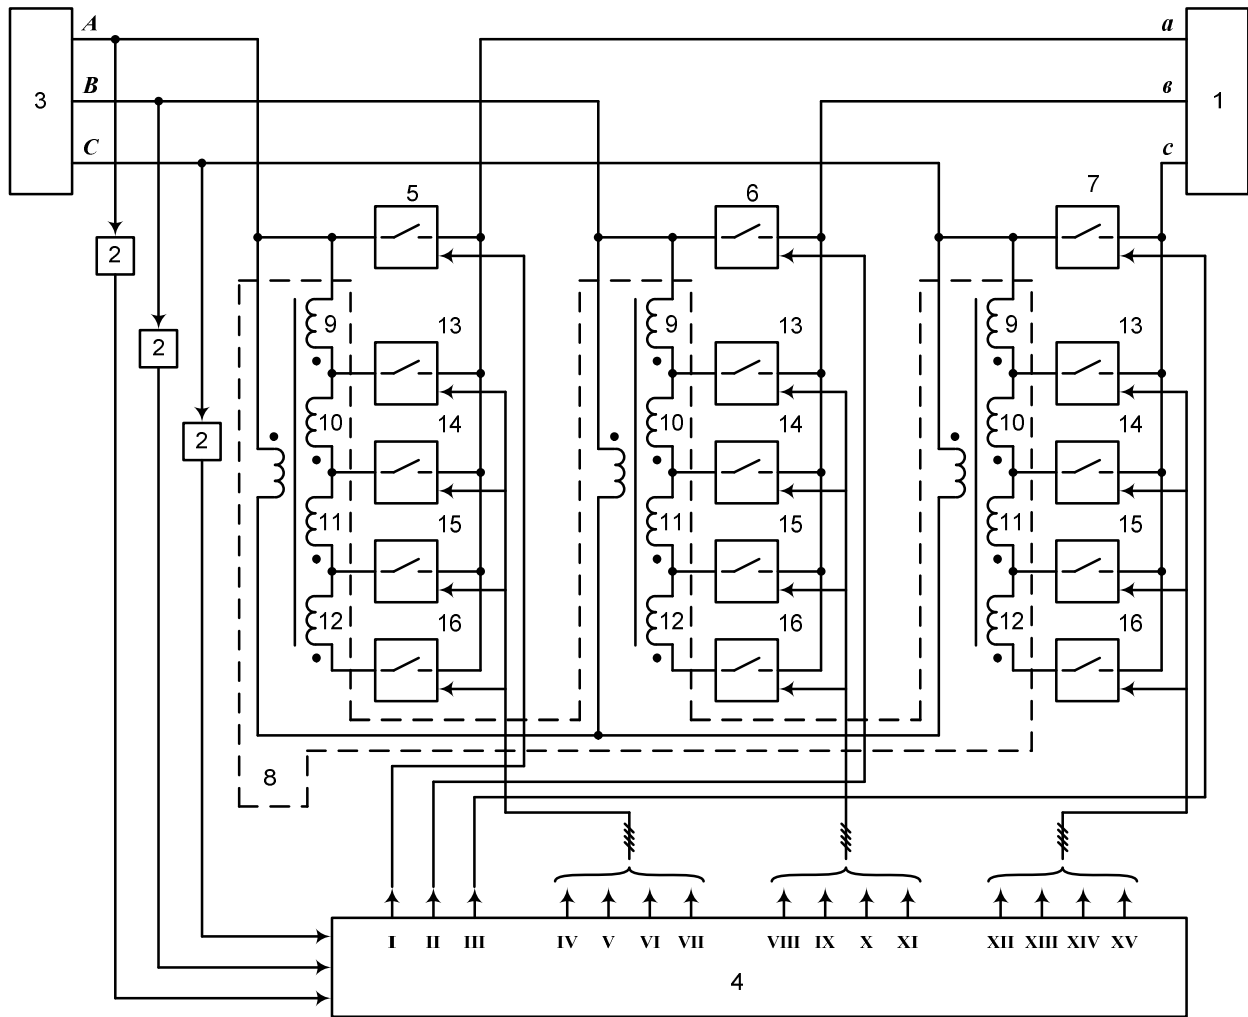 A a
3 B в 1
C c
5 6 7
2
9 13 9 13 9 13
2
10 14 10 14 10 14
2
11 15 11 15 11 15
12 16 12 16 12 16
8
I II III IV V VI VII VIII IX X XI XII XIII XIV XV
4